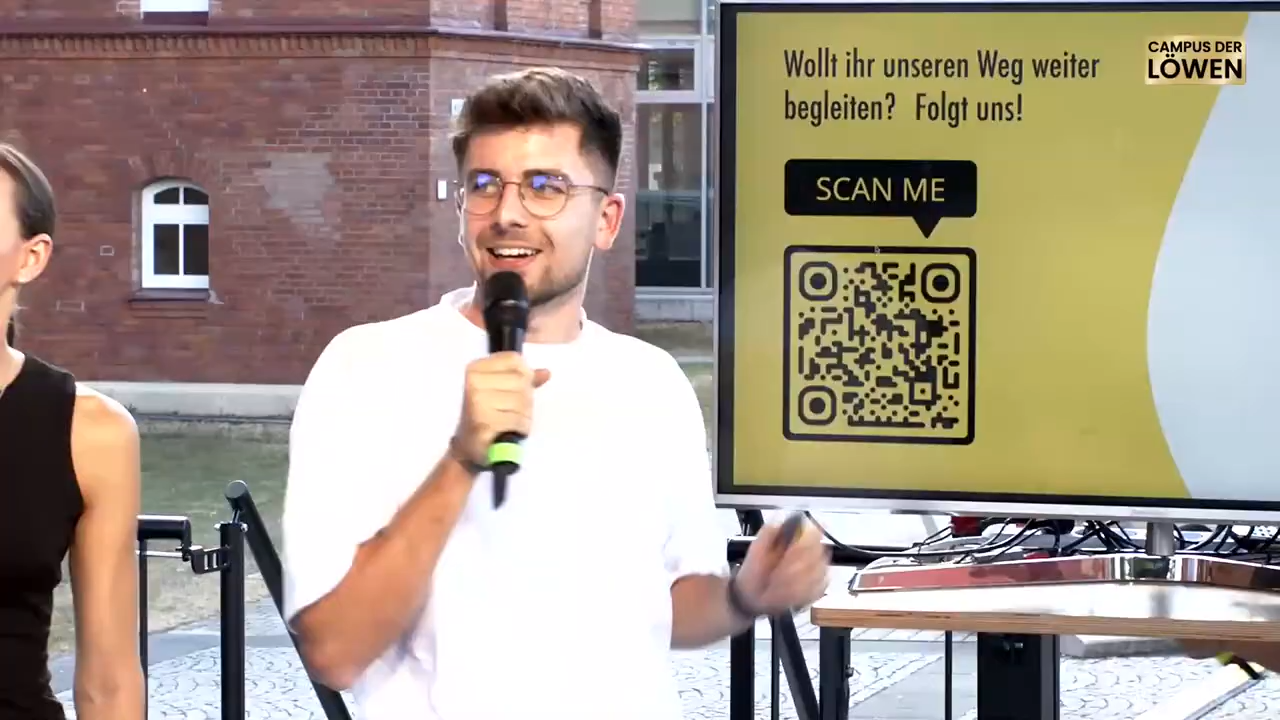 Wollt ihr unseren Weg weiter
begleiten? Folgt uns!
SCAN ME
CAMPUS DER
LÖWEN